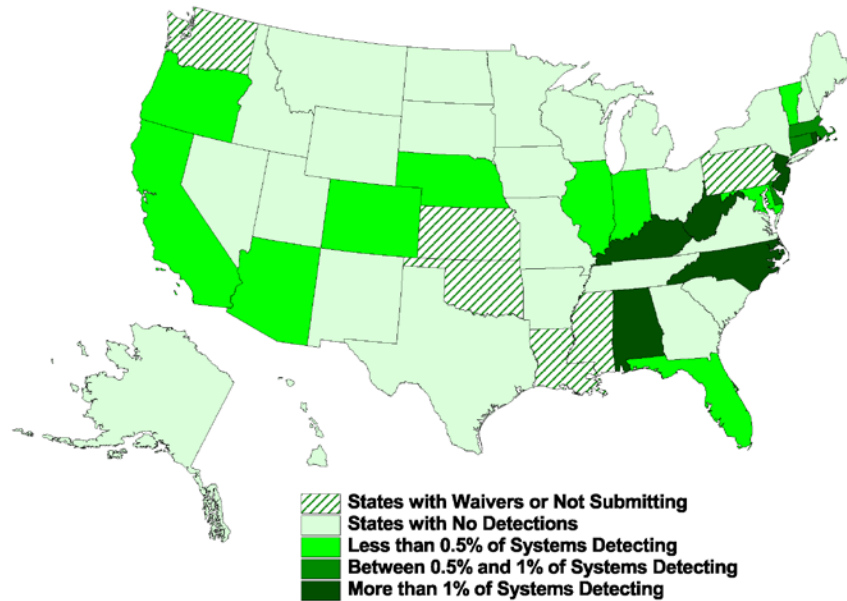 States with Waivers or Not Submitting
States with No Detections
Less than 0.5% of Systems Detecting
Between 0.5% and 1% of Systems Detecting
More than 1% of Systems Detecting